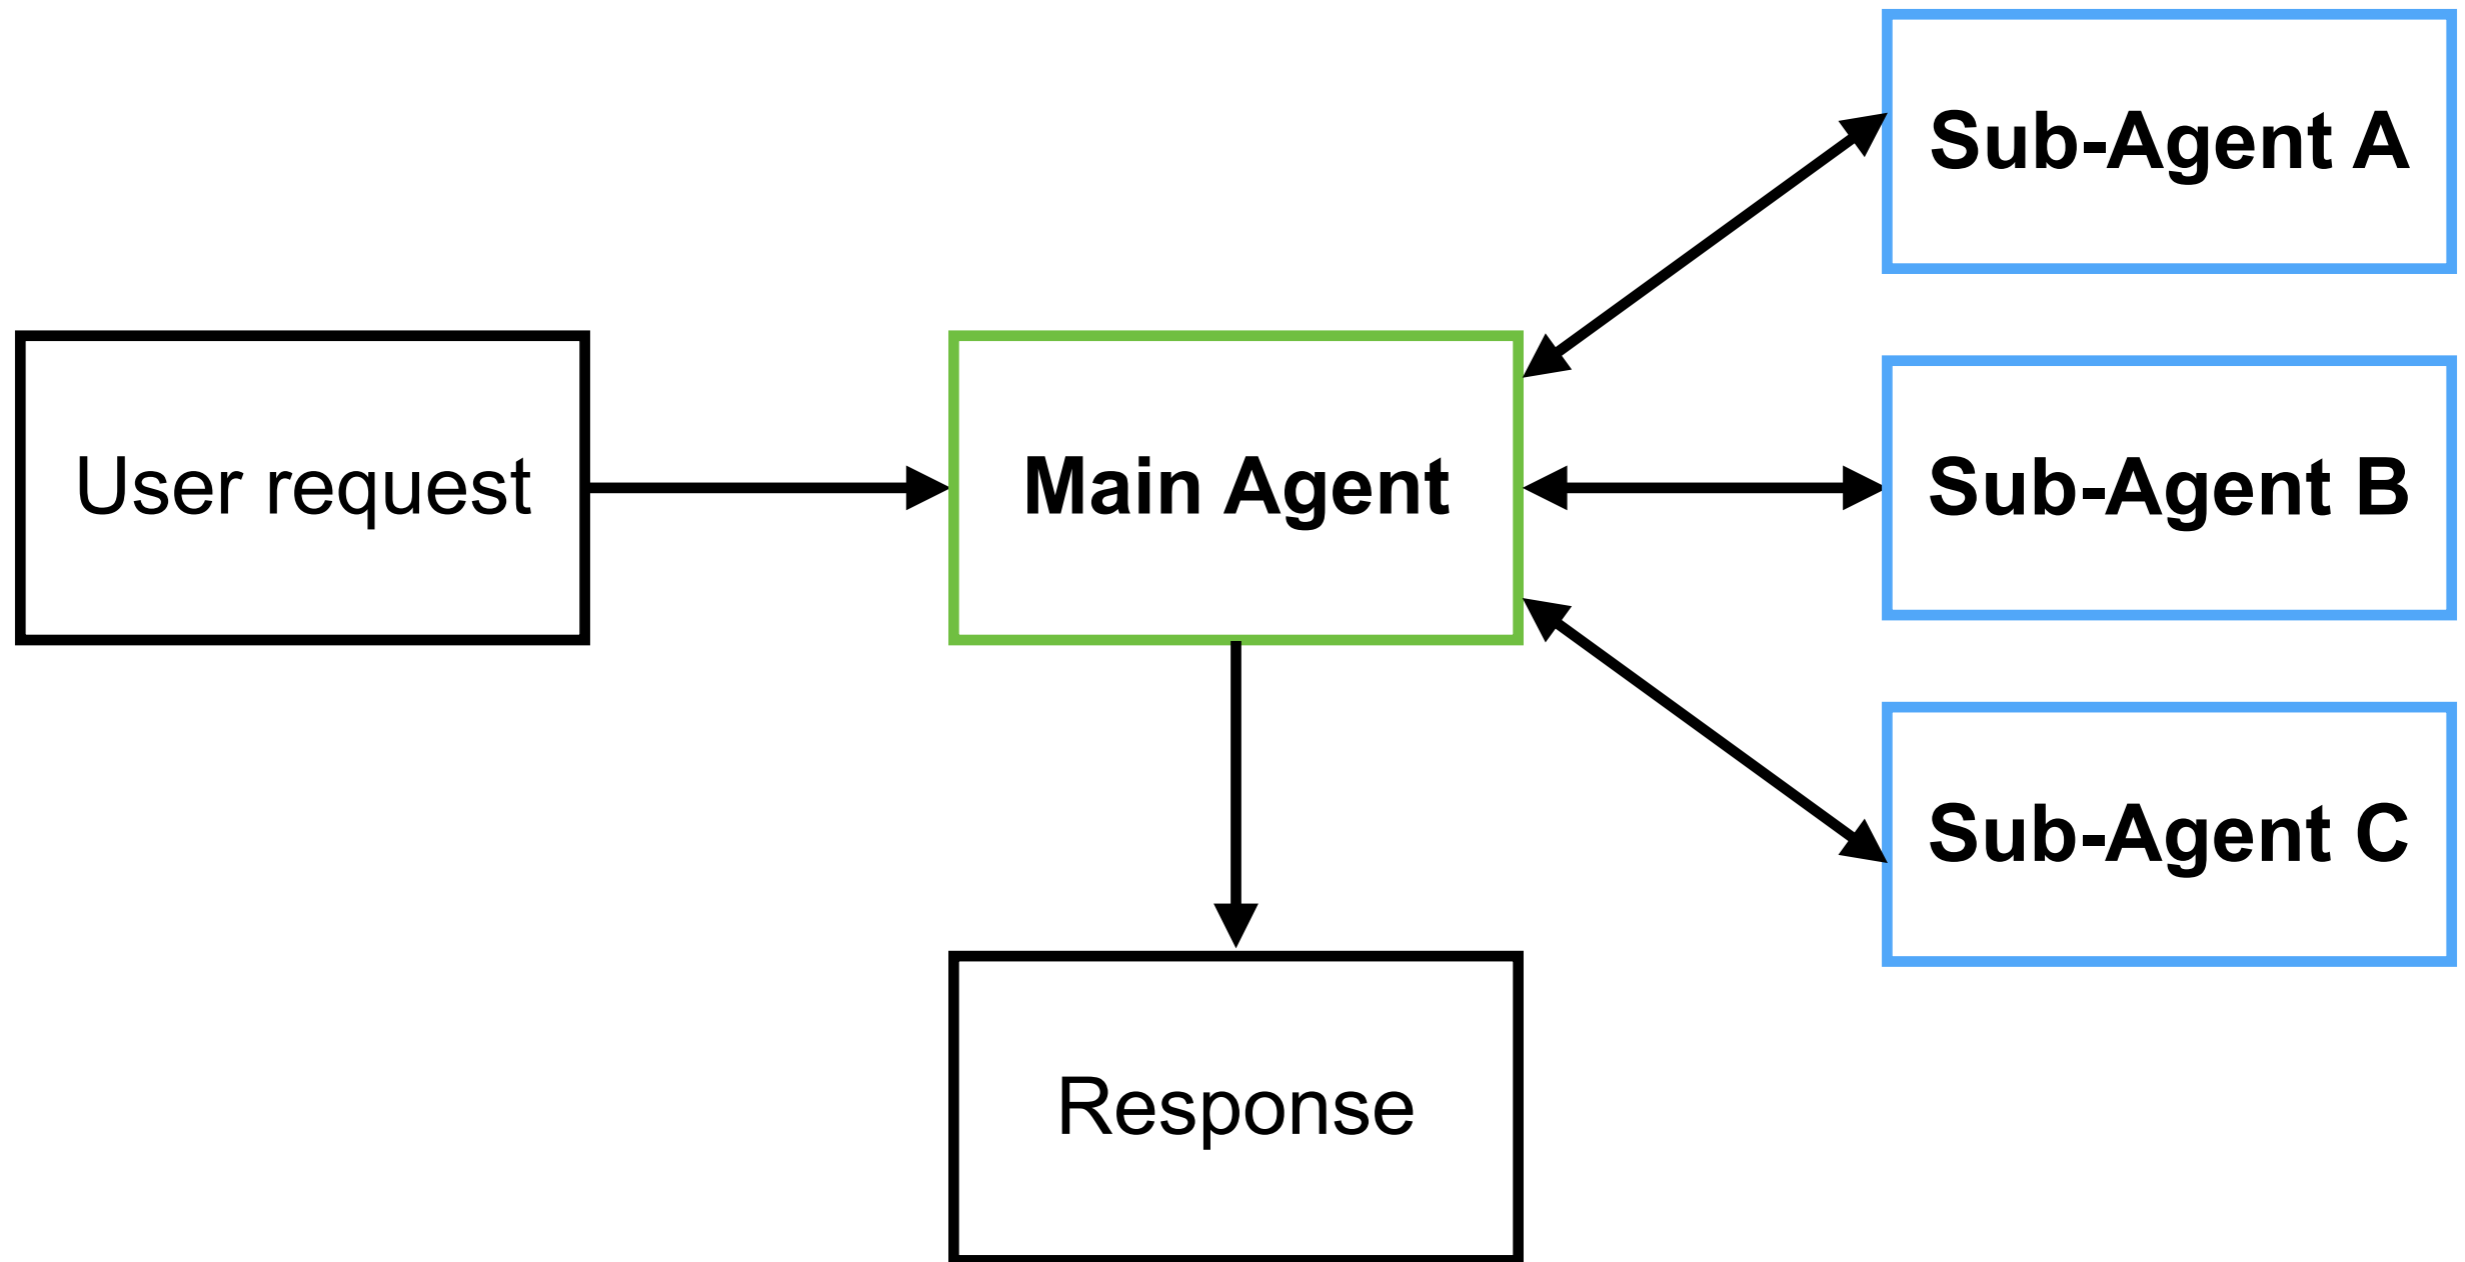 User request
Main Agent
Sub-Agent A
Sub-Agent B
Sub-Agent C
Response